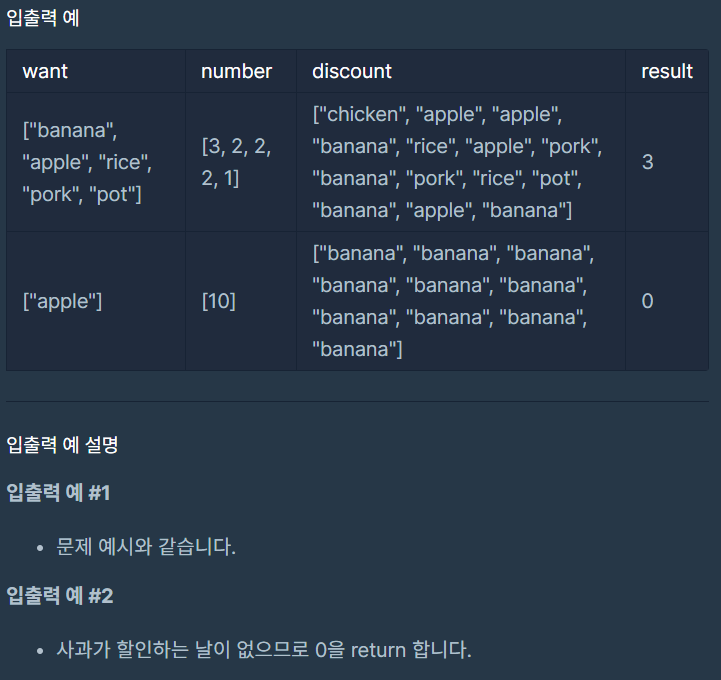 입출력 예
want number discount result
["banana", "apple", "rice", "pork", "pot"] [3, 2, 2, 2, 1] ["chicken", "apple", "apple", "banana", "rice", "apple", "pork", "banana", "pork", "rice", "pot", "banana", "apple", "banana"] 3
["apple"] [10] ["banana", "banana", "banana", "banana", "banana", "banana", "banana", "banana", "banana", "banana"] 0
입출력 예 설명
입출력 예 #1
• 문제 예시와 같습니다.
입출력 예 #2
• 사과가 할인하는 날이 없으므로 0을 return 합니다.